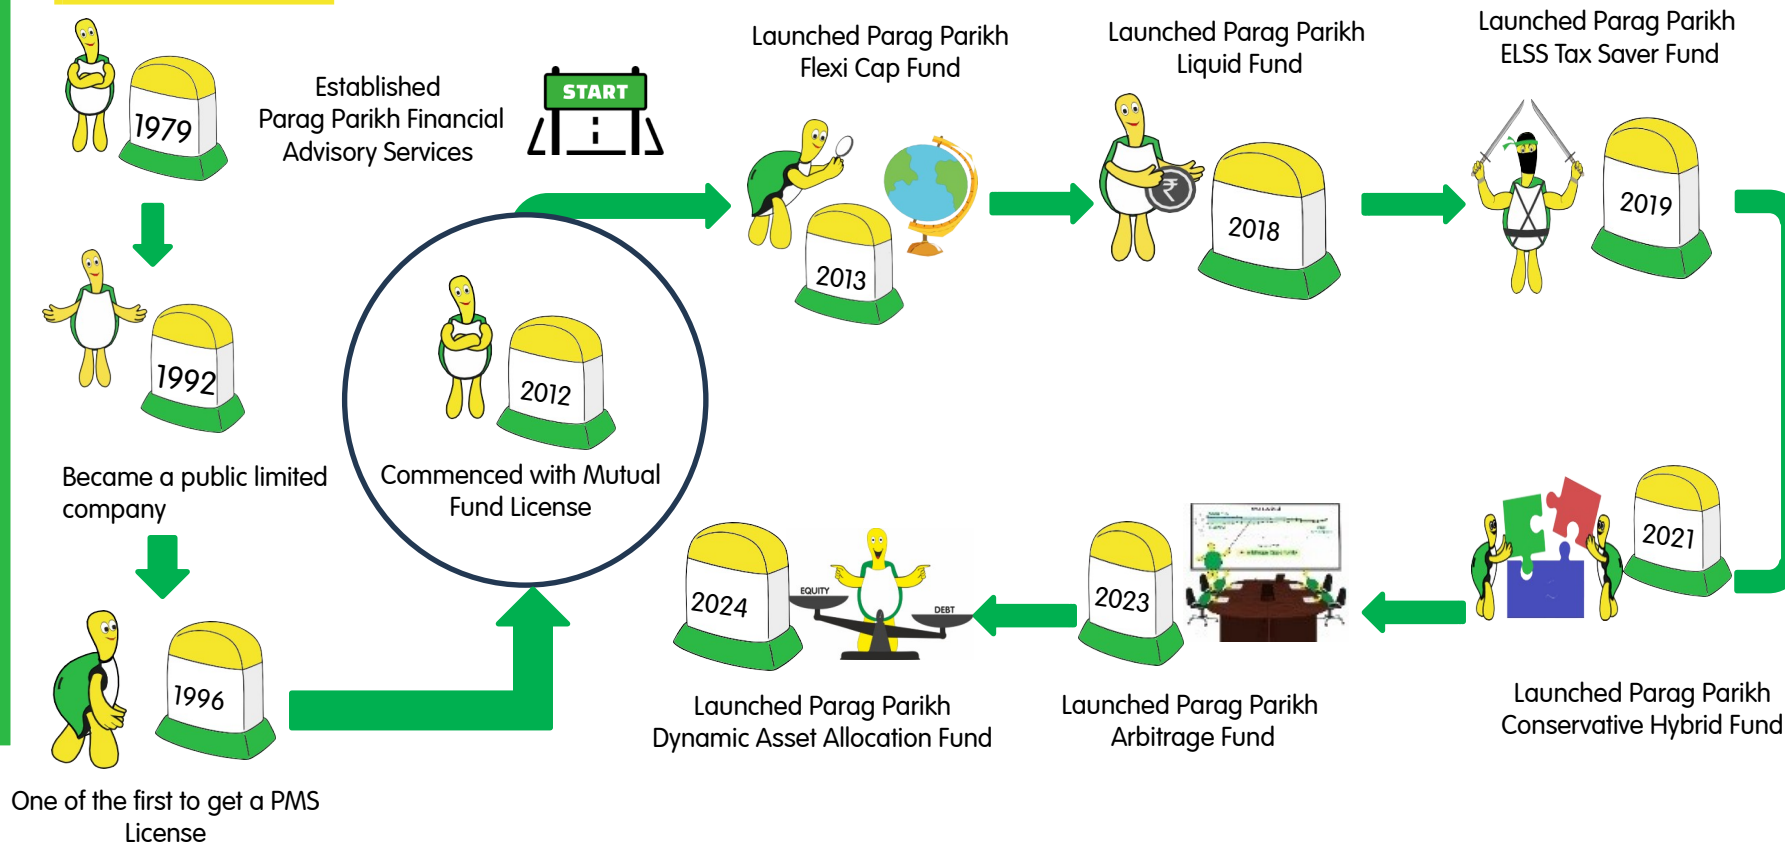 1979
Established
Parag Parikh Financial
Advisory Services
START
1992
Became a public limited
company
1996
One of the first to get a PMS
License
2012
Commenced with Mutual
Fund License
Launched Parag Parikh
Flexi Cap Fund
2013
Launched Parag Parikh
Liquid Fund
₹
2018
Launched Parag Parikh
ELSS Tax Saver Fund
2019
2021
Launched Parag Parikh
Conservative Hybrid Fund
2023
Launched Parag Parikh
Arbitrage Fund
2024
EQUITY
DEBT
Launched Parag Parikh
Dynamic Asset Allocation Fund